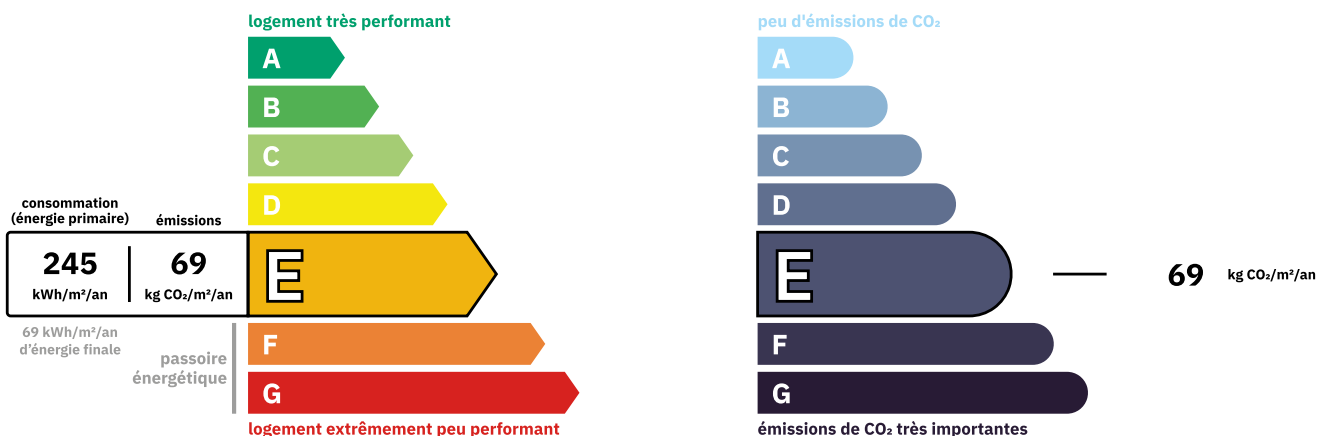 logement très performant
A
B
C
D
consommation
(énergie primaire)
émissions
245
kWh/m²/an
69
kg CO₂/m²/an
E
69 kWh/m²/an
d'énergie finale
passoire
énergétique
F
G
logement extrêmement peu performant
peu d'émissions de CO₂
A
B
C
D
E
69 kg CO₂/m²/an
F
G
émissions de CO₂ très importantes